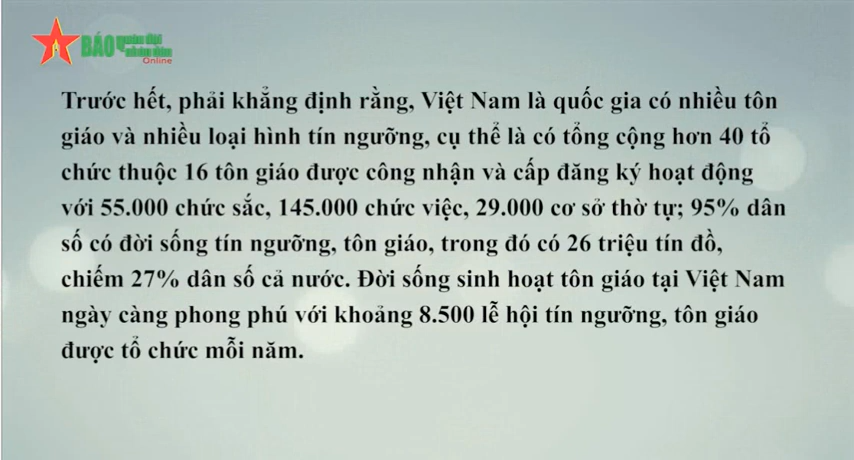 BÁO quân đội
nhân dân
Online
Trước hết, phải khẳng định rằng, Việt Nam là quốc gia có nhiều tôn
giáo và nhiều loại hình tín ngưỡng, cụ thể là có tổng cộng hơn 40 tổ
chức thuộc 16 tôn giáo được công nhận và cấp đăng ký hoạt động
với 55.000 chức sắc, 145.000 chức việc, 29.000 cơ sở thờ tự; 95% dân
số có đời sống tín ngưỡng, tôn giáo, trong đó có 26 triệu tín đồ,
chiếm 27% dân số cả nước. Đời sống sinh hoạt tôn giáo tại Việt Nam
ngày càng phong phú với khoảng 8.500 lễ hội tín ngưỡng, tôn giáo
được tổ chức mỗi năm.